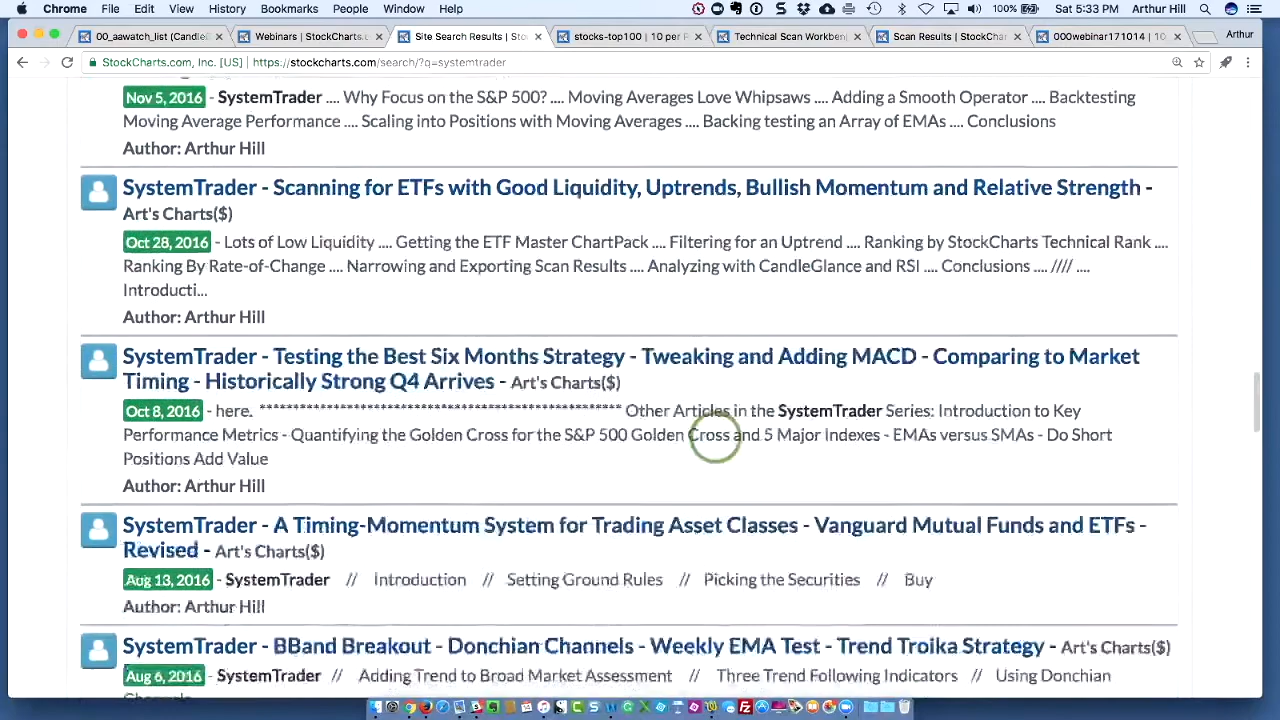 Chrome File Edit View History Bookmarks People Window Help 100% Sat 5:33 PM Arthur Hill
00_aawatch_list (CandleGl Webinars | StockCharts.com Site Search Results | Sto stocks-top100 | 10 per P Technical Scan Workben Scan Results | StockChar 000webinar171014 | 10 Arthur
StockCharts.com, Inc. [US] | https://stockcharts.com/search/?q=systemtrader
Nov 5, 2016 - SystemTrader .... Why Focus on the S&P 500? .... Moving Averages Love Whipsaws .... Adding a Smooth Operator .... Backtesting
Moving Average Performance .... Scaling into Positions with Moving Averages .... Backing testing an Array of EMAs .... Conclusions
Author: Arthur Hill
SystemTrader - Scanning for ETFs with Good Liquidity, Uptrends, Bullish Momentum and Relative Strength -
Art's Charts($)
Oct 28, 2016 - Lots of Low Liquidity .... Getting the ETF Master ChartPack .... Filtering for an Uptrend .... Ranking by StockCharts Technical Rank ....
Ranking By Rate-of-Change .... Narrowing and Exporting Scan Results .... Analyzing with CandleGlance and RSI .... Conclusions .... //// ....
Introducti...
Author: Arthur Hill
SystemTrader - Testing the Best Six Months Strategy - Tweaking and Adding MACD - Comparing to Market
Timing - Historically Strong Q4 Arrives - Art's Charts($)
Oct 8, 2016 - here. ****************************************************** Other Articles in the SystemTrader Series: Introduction to Key
Performance Metrics - Quantifying the Golden Cross for the S&P 500 Golden Cross and 5 Major Indexes - EMAs versus SMAs - Do Short
Positions Add Value
Author: Arthur Hill
SystemTrader - A Timing-Momentum System for Trading Asset Classes - Vanguard Mutual Funds and ETFs -
Revised - Art's Charts($)
Aug 13, 2016 - SystemTrader // Introduction // Setting Ground Rules // Picking the Securities // Buy
Author: Arthur Hill
SystemTrader - BBand Breakout - Donchian Channels - Weekly EMA Test - Trend Troika Strategy - Art's Charts($)
Aug 6, 2016 - SystemTrader // Adding Trend to Broad Market Assessment // Three Trend Following Indicators // Using Donchian